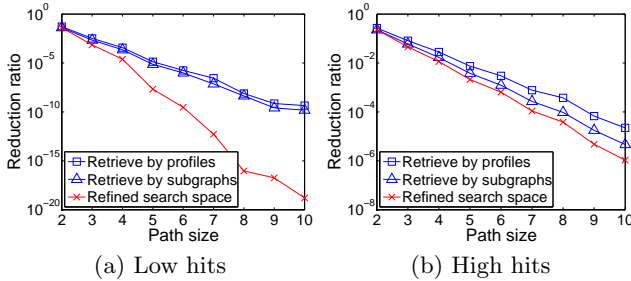 Reduction ratio
10^0
10^-5
10^-10
10^-15
10^-20
Retrieve by profiles
Retrieve by subgraphs
Refined search space
2 3 4 5 6 7 8 9 10
Path size
(a) Low hits
Reduction ratio
10^0
10^-2
10^-4
10^-6
10^-8
Retrieve by profiles
Retrieve by subgraphs
Refined search space
2 3 4 5 6 7 8 9 10
Path size
(b) High hits